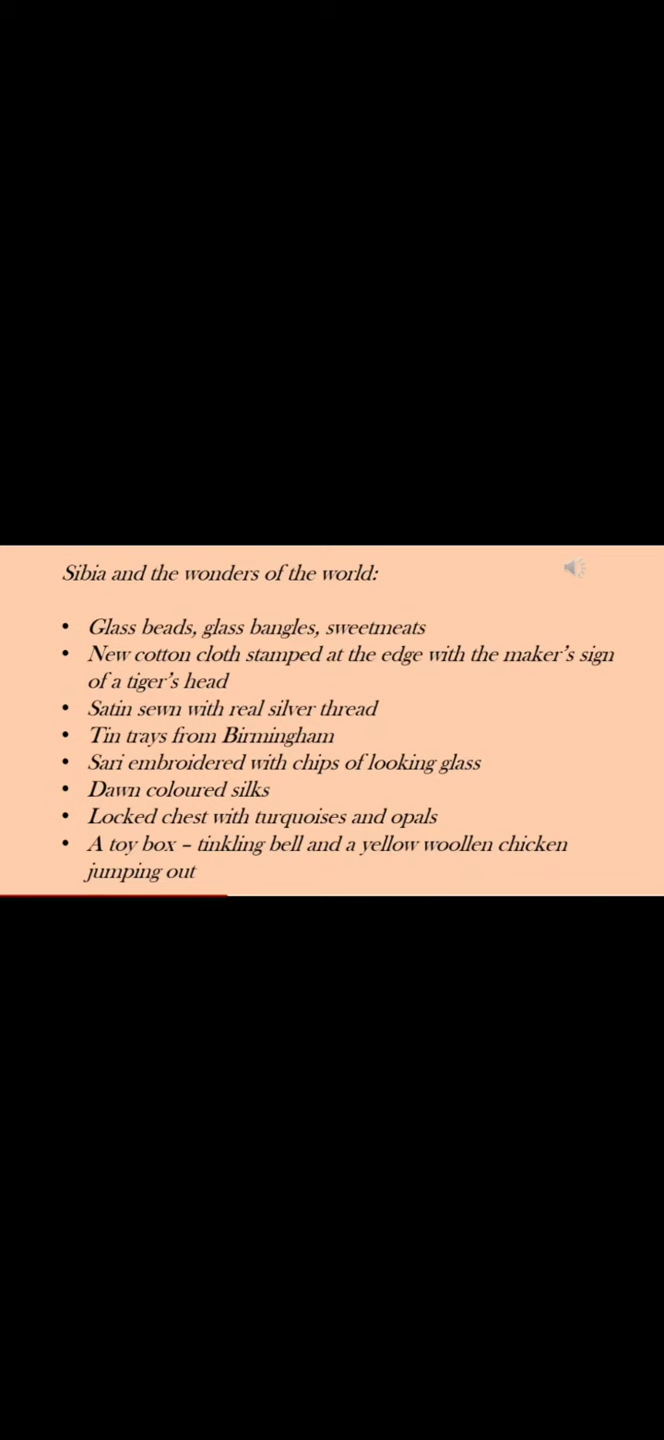 Sibia and the wonders of the world:
• Glass beads, glass bangles, sweetmeats
• New cotton cloth stamped at the edge with the maker's sign
of a tiger's head
• Satin sewn with real silver thread
• Tin trays from Birmingham
• Sari embroidered with chips of looking glass
• Dawn coloured silks
• Locked chest with turquoises and opals
• A toy box – tinkling bell and a yellow woollen chicken
jumping out